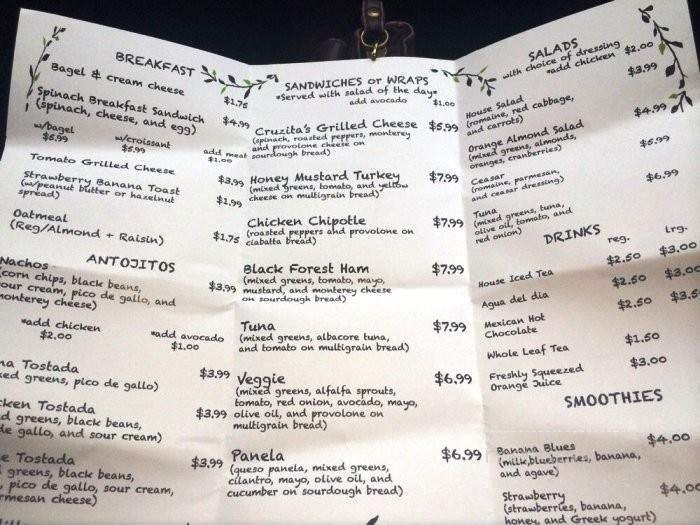 BREAKFAST
Bagel & cream cheese $1.75
Spinach Breakfast Sandwich $4.99
(spinach, cheese, and egg)
w/bagel w/croissant add meat
$5.99 $5.99 $1.00
Tomato Grilled Cheese $3.99
Strawberry Banana Toast $1.99
(w/peanut butter or hazelnut
spread)
Oatmeal $1.75
(Reg/Almond + Raisin)
ANTOJITOS
Nachos $3.99
(corn chips, black beans,
sour cream, pico de gallo, and
monterey cheese)
*add chicken *add avocado
$2.00 $1.00
Tostada $3.99
greens, pico de gallo)
Tostada $3.99
greens, black beans,
de gallo, and sour cream)
Tostada $3.99
greens, black beans,
, pico de gallo, sour cream,
cheese)
SANDWICHES or WRAPS
*Served with salad of the day*
add avocado $1.00
Cruzita's Grilled Cheese $5.99
(spinach, roasted peppers, monterey
and provolone cheese on
sourdough bread)
Honey Mustard Turkey $7.99
(mixed greens, tomato, and yellow
cheese on multigrain bread)
Chicken Chipotle $7.99
(roasted peppers and provolone on
ciabatta bread)
Black Forest Ham $7.99
(mixed greens, tomato, mayo,
mustard, and monterey cheese
on sourdough bread)
Tuna $7.99
(mixed greens, albacore tuna,
and tomato on multigrain bread)
Veggie $6.99
(mixed greens, alfalfa sprouts,
tomato, red onion, avocado, mayo,
olive oil, and provolone on
multigrain bread)
Panela $6.99
(queso panela, mixed greens,
cilantro, mayo, olive oil, and
cucumber on sourdough bread)
SALADS
with choice of dressing
*add chicken $2.00
House Salad $3.99
(romaine, red cabbage,
and carrots)
Orange Almond Salad $4.99
(mixed greens, almonds,
oranges, cranberries)
Ceasar $5.99
(romaine, parmesan,
and ceasar dressing)
Tuna $6.99
(mixed greens, tuna,
olive oil, tomato, and
red onion)
DRINKS
reg. lrg.
House Iced Tea $2.50 $3.00
Agua del dia $2.50 $3.00
Mexican Hot $2.50
Chocolate
Whole Leaf Tea $1.50
Freshly Squeezed $3.00
Orange Juice
SMOOTHIES
Banana Blues $4.00
(milk,blueberries, banana,
and agave)
Strawberry
(strawberries, banana,
honey, and Greek yogurt)